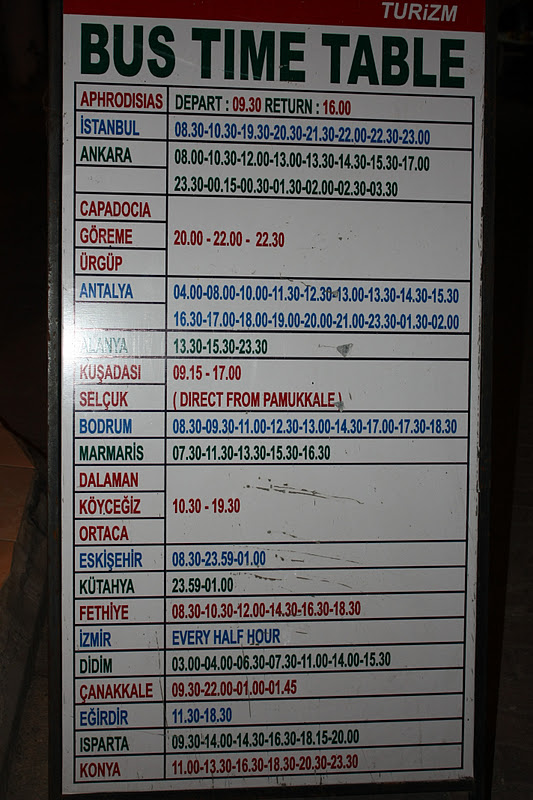 TURiZM
BUS TIME TABLE
APHRODISIAS DEPART : 09.30 RETURN : 16.00
İSTANBUL 08.30-10.30-19.30-20.30-21.30-22.00-22.30-23.00
ANKARA 08.00-10.30-12.00-13.00-13.30-14.30-15.30-17.00
23.30-00.15-00.30-01.30-02.00-02.30-03.30
CAPADOCIA
GÖREME 20.00 - 22.00 - 22.30
ÜRGÜP
ANTALYA 04.00-08.00-10.00-11.30-12.30-13.00-13.30-14.30-15.30
16.30-17.00-18.00-19.00-20.00-21.00-23.30-01.30-02.00
ALANYA 13.30-15.30-23.30
KUŞADASI 09.15 - 17.00
SELÇUK ( DIRECT FROM PAMUKKALE )
BODRUM 08.30-09.30-11.00-12.30-13.00-14.30-17.00-17.30-18.30
MARMARİS 07.30-11.30-13.30-15.30-16.30
DALAMAN
KÖYCEĞİZ 10.30 - 19.30
ORTACA
ESKİŞEHİR 08.30-23.59-01.00
KÜTAHYA 23.59-01.00
FETHİYE 08.30-10.30-12.00-14.30-16.30-18.30
İZMİR EVERY HALF HOUR
DİDİM 03.00-04.00-06.30-07.30-11.00-14.00-15.30
ÇANAKKALE 09.30-22.00-01.00-01.45
EĞİRDİR 11.30-18.30
ISPARTA 09.30-14.00-14.30-16.30-18.15-20.00
KONYA 11.00-13.30-16.30-18.30-20.30-23.30